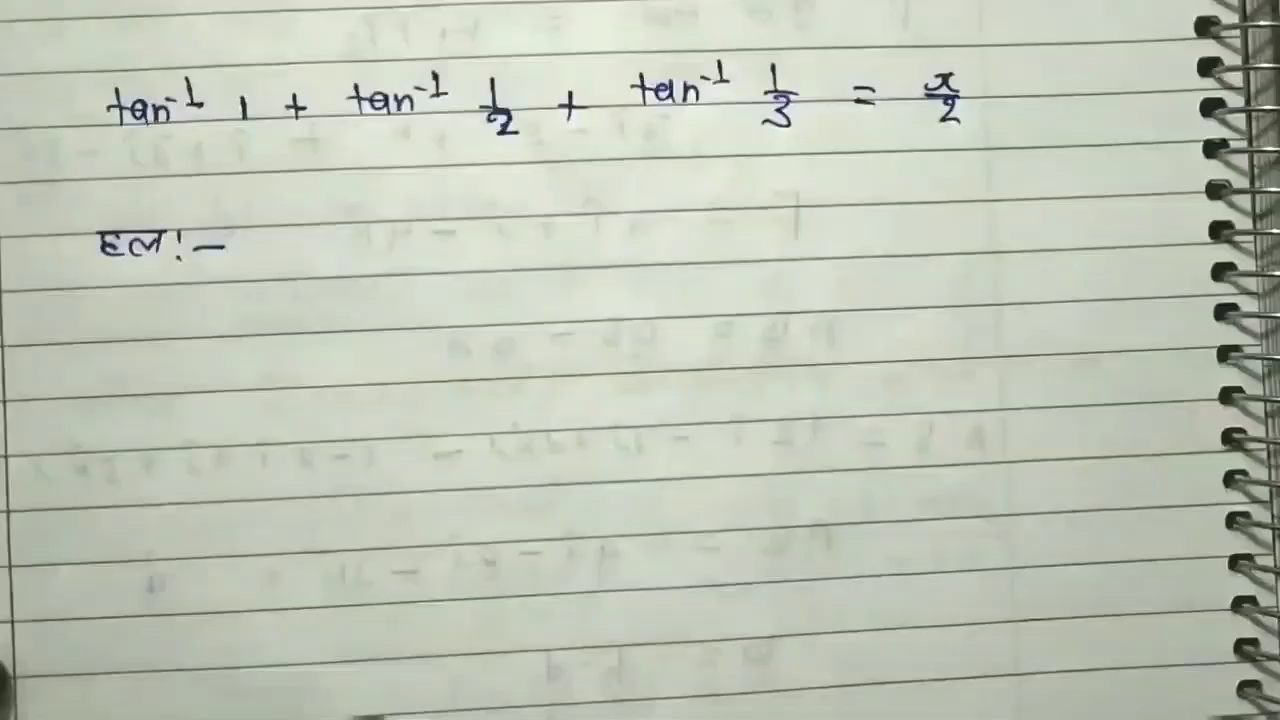 tan⁻¹ 1 + tan⁻¹ 1/2 + tan⁻¹ 1/3 = x/2
हल:-